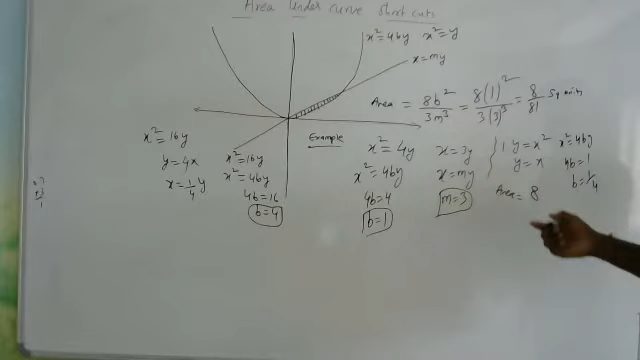 Area Under curve Short cuts
x² = 4by x² = y
x = my
Area = 8b²/3m³ = 8(1)²/3(3)³ = 8/81 Sq units
Example
x² = 16y
y = 4x
x = 1/4 y
x² = 16y
x² = 4by
4b = 16
b = 4
x² = 4y
x² = 4by
4b = 4
b = 1
x = 3y
x = my
m = 3
y = x² x² = 4by
y = x 4b = 1
b = 1/4
Area = 8